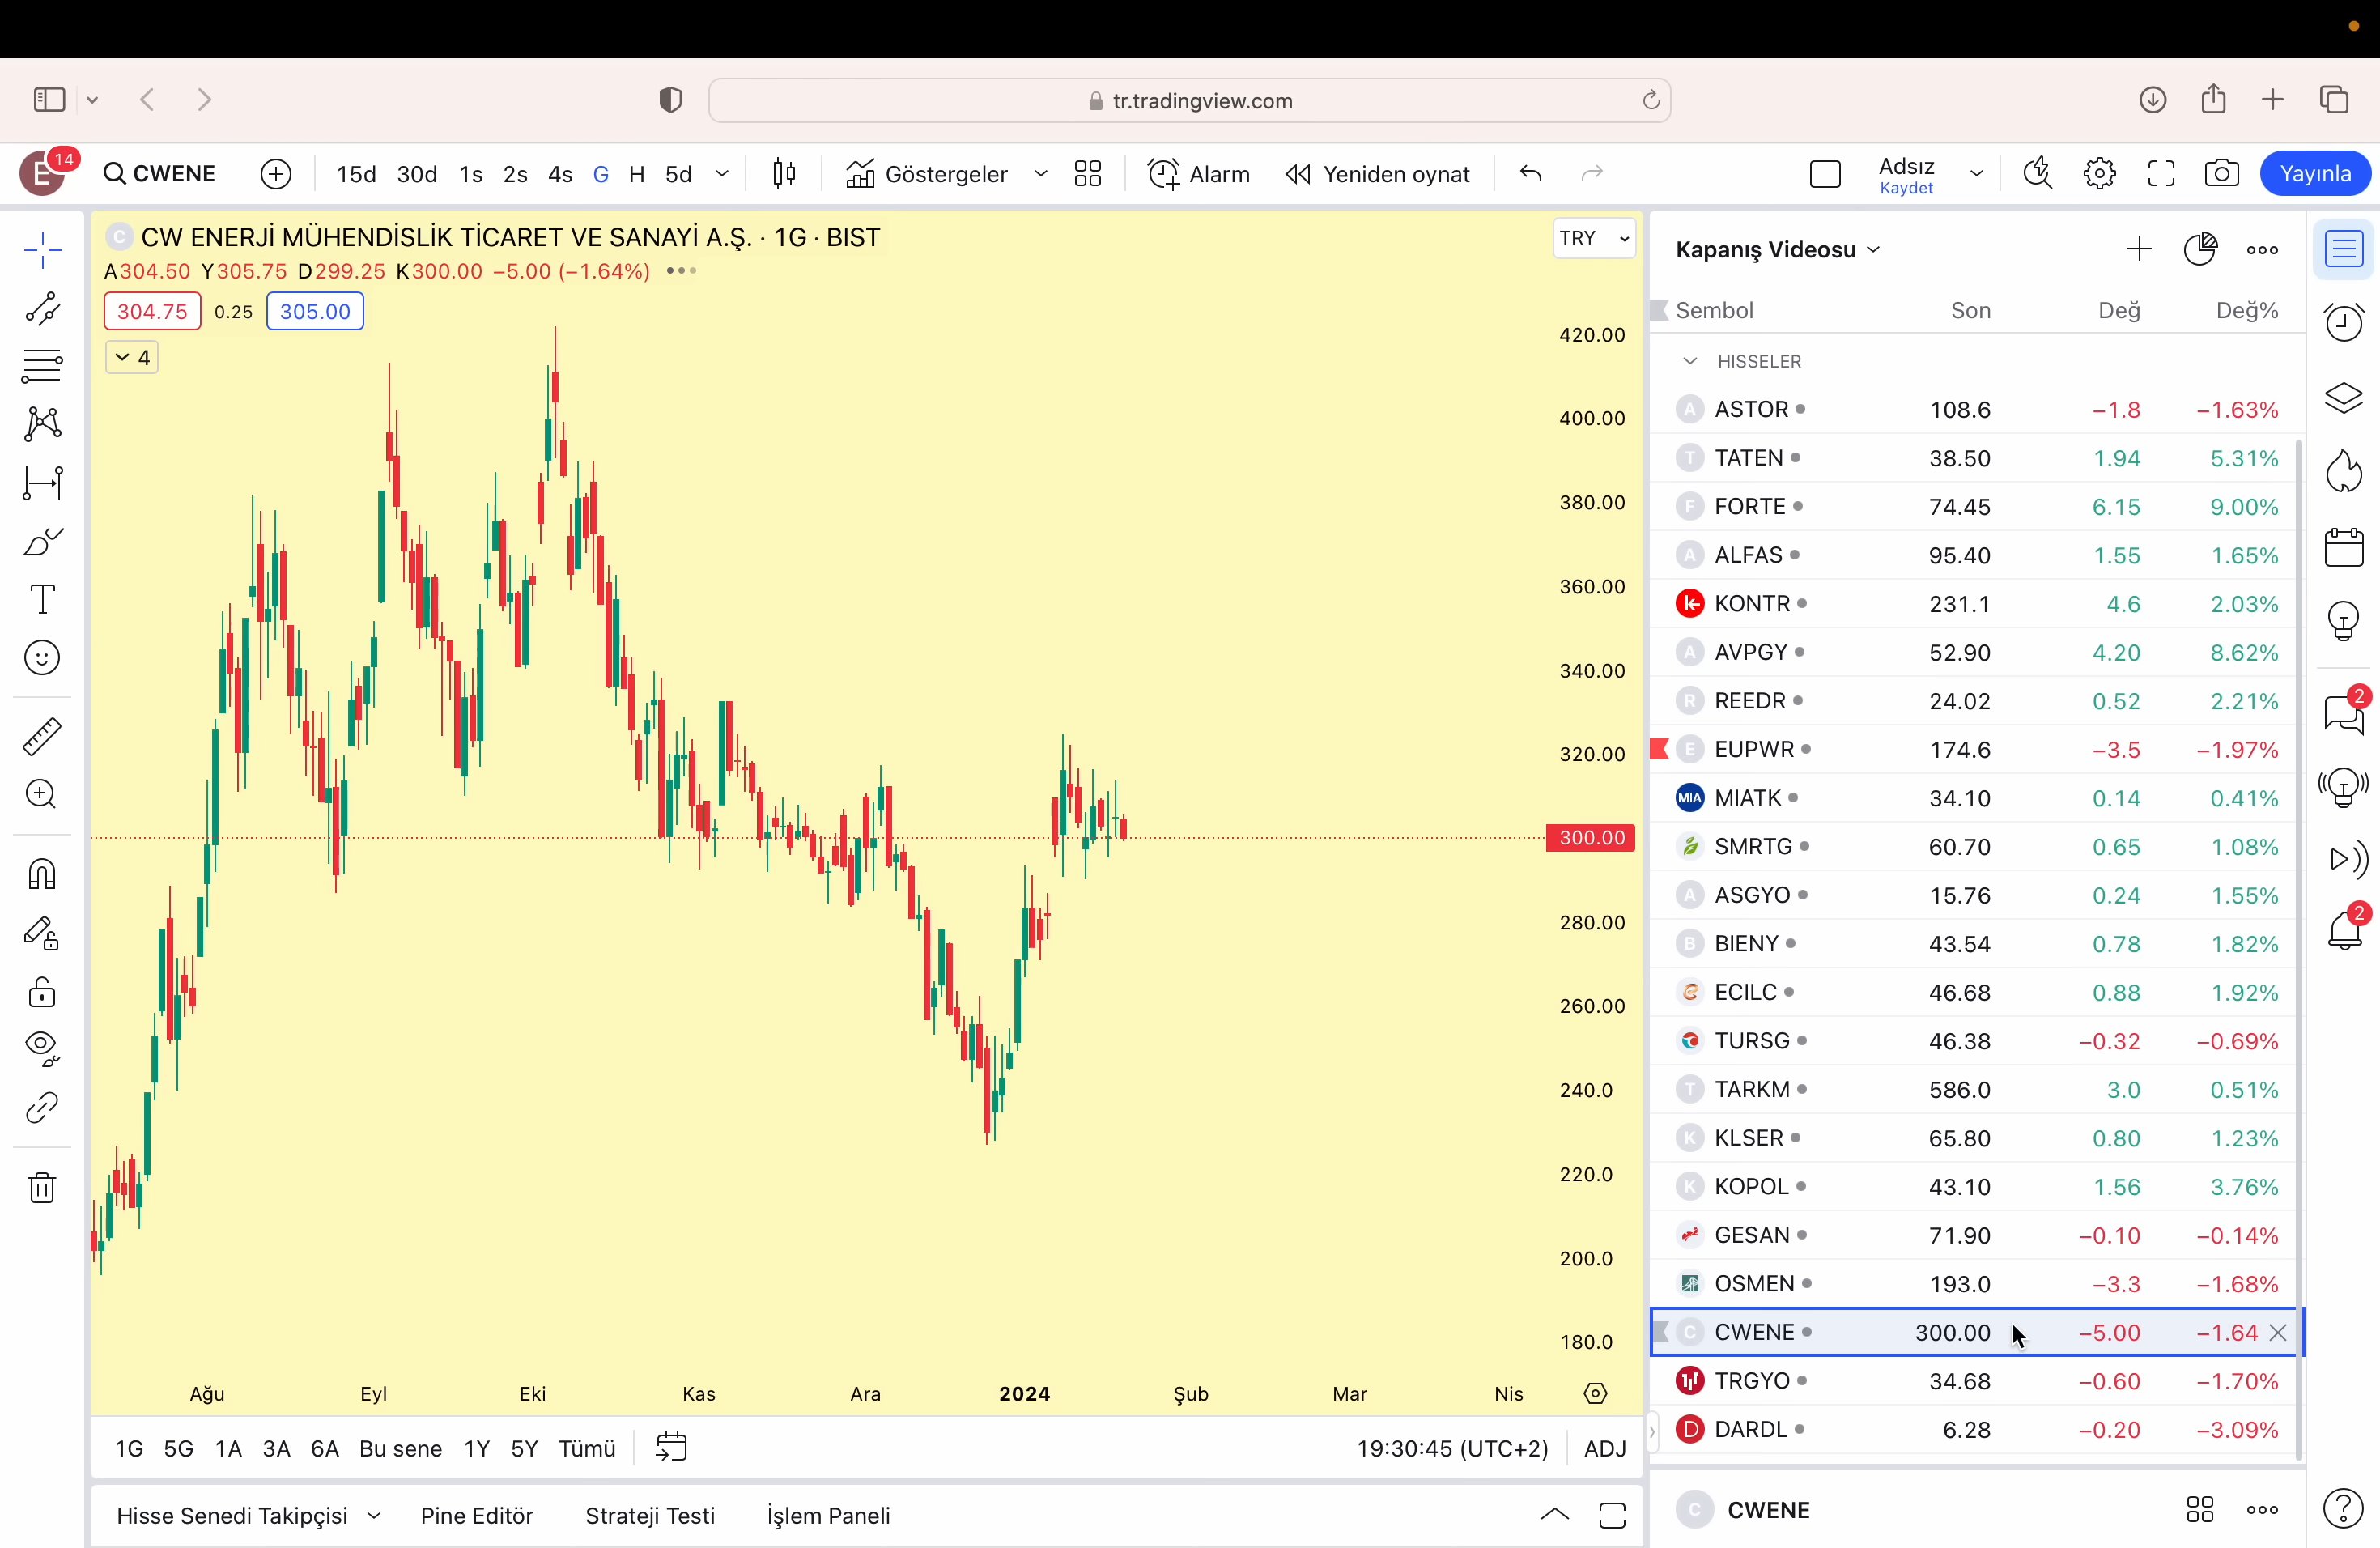 tr.tradingview.com
E 14 CWENE 15d 30d 1s 2s 4s G H 5d Göstergeler Alarm Yeniden oynat Adsız Yayınla
Kaydet
C CW ENERJİ MÜHENDİSLİK TİCARET VE SANAYİ A.Ş. · 1G · BIST
TRY
A304.50 Y305.75 D299.25 K300.00 −5.00 (−1.64%)
304.75 0.25 305.00
4
420.00
400.00
380.00
360.00
340.00
320.00
300.00
280.00
260.00
240.0
220.0
200.0
180.0
Ağu Eyl Eki Kas Ara 2024 Şub Mar Nis
1G 5G 1A 3A 6A Bu sene 1Y 5Y Tümü 19:30:45 (UTC+2) ADJ
Hisse Senedi Takipçisi Pine Editör Strateji Testi İşlem Paneli
Kapanış Videosu
Sembol Son Değ Değ%
HISSELER
A ASTOR 108.6 −1.8 −1.63%
T TATEN 38.50 1.94 5.31%
F FORTE 74.45 6.15 9.00%
A ALFAS 95.40 1.55 1.65%
KONTR 231.1 4.6 2.03%
A AVPGY 52.90 4.20 8.62%
R REEDR 24.02 0.52 2.21%
E EUPWR 174.6 −3.5 −1.97%
MIA MIATK 34.10 0.14 0.41%
SMRTG 60.70 0.65 1.08%
A ASGYO 15.76 0.24 1.55%
B BIENY 43.54 0.78 1.82%
ECILC 46.68 0.88 1.92%
TURSG 46.38 −0.32 −0.69%
T TARKM 586.0 3.0 0.51%
K KLSER 65.80 0.80 1.23%
K KOPOL 43.10 1.56 3.76%
GESAN 71.90 −0.10 −0.14%
OSMEN 193.0 −3.3 −1.68%
C CWENE 300.00 −5.00 −1.64
TRGYO 34.68 −0.60 −1.70%
D DARDL 6.28 −0.20 −3.09%
C CWENE
2
2